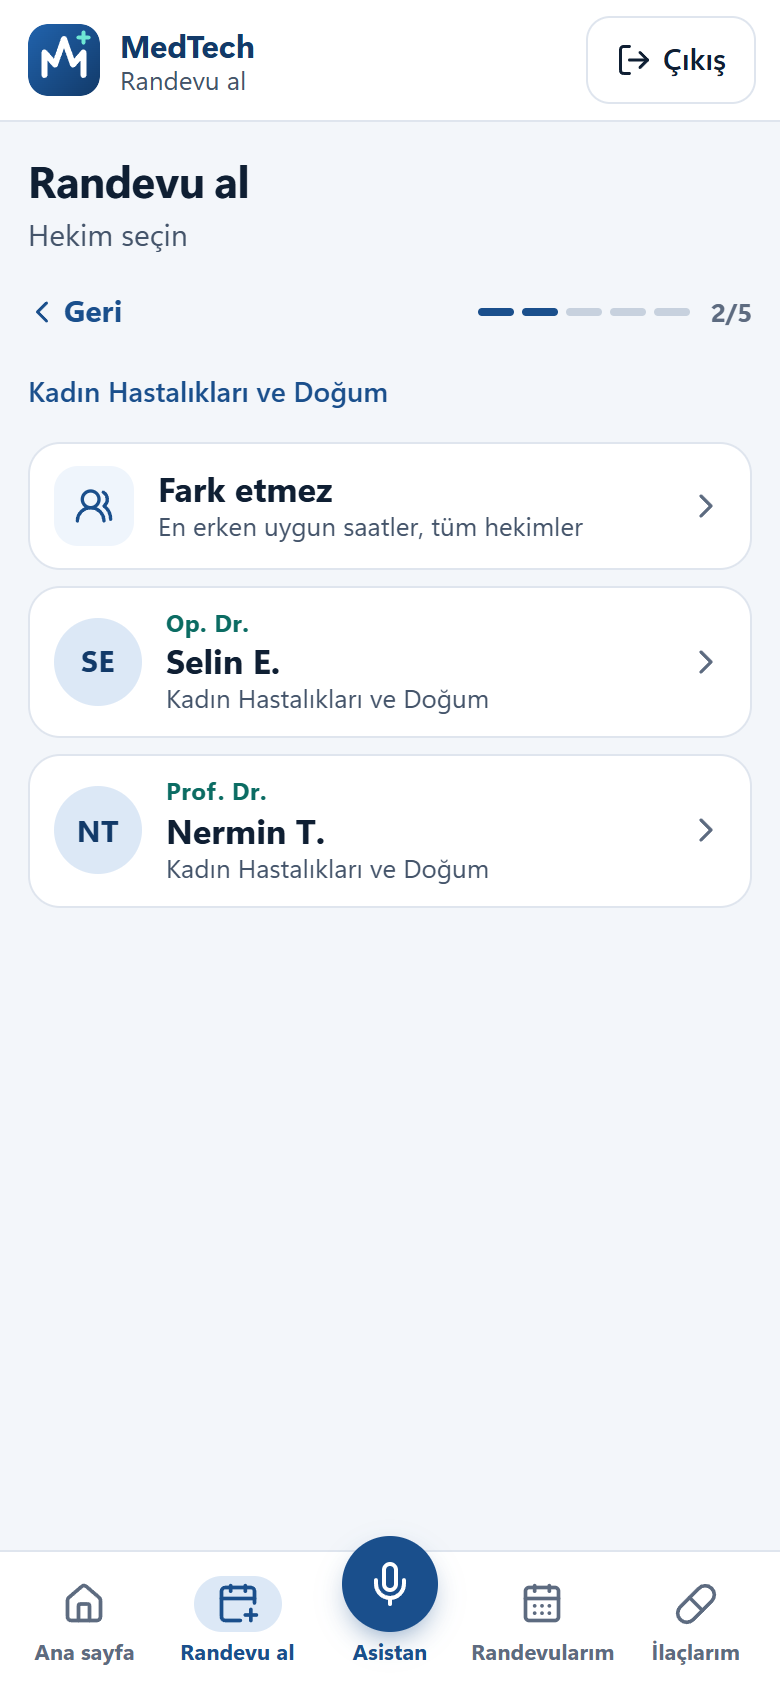 MedTech
Randevu al
Çıkış
Randevu al
Hekim seçin
Geri
2/5
Kadın Hastalıkları ve Doğum
Fark etmez
En erken uygun saatler, tüm hekimler
SE
Op. Dr.
Selin E.
Kadın Hastalıkları ve Doğum
NT
Prof. Dr.
Nermin T.
Kadın Hastalıkları ve Doğum
Ana sayfa
Randevu al
Asistan
Randevularım
İlaçlarım